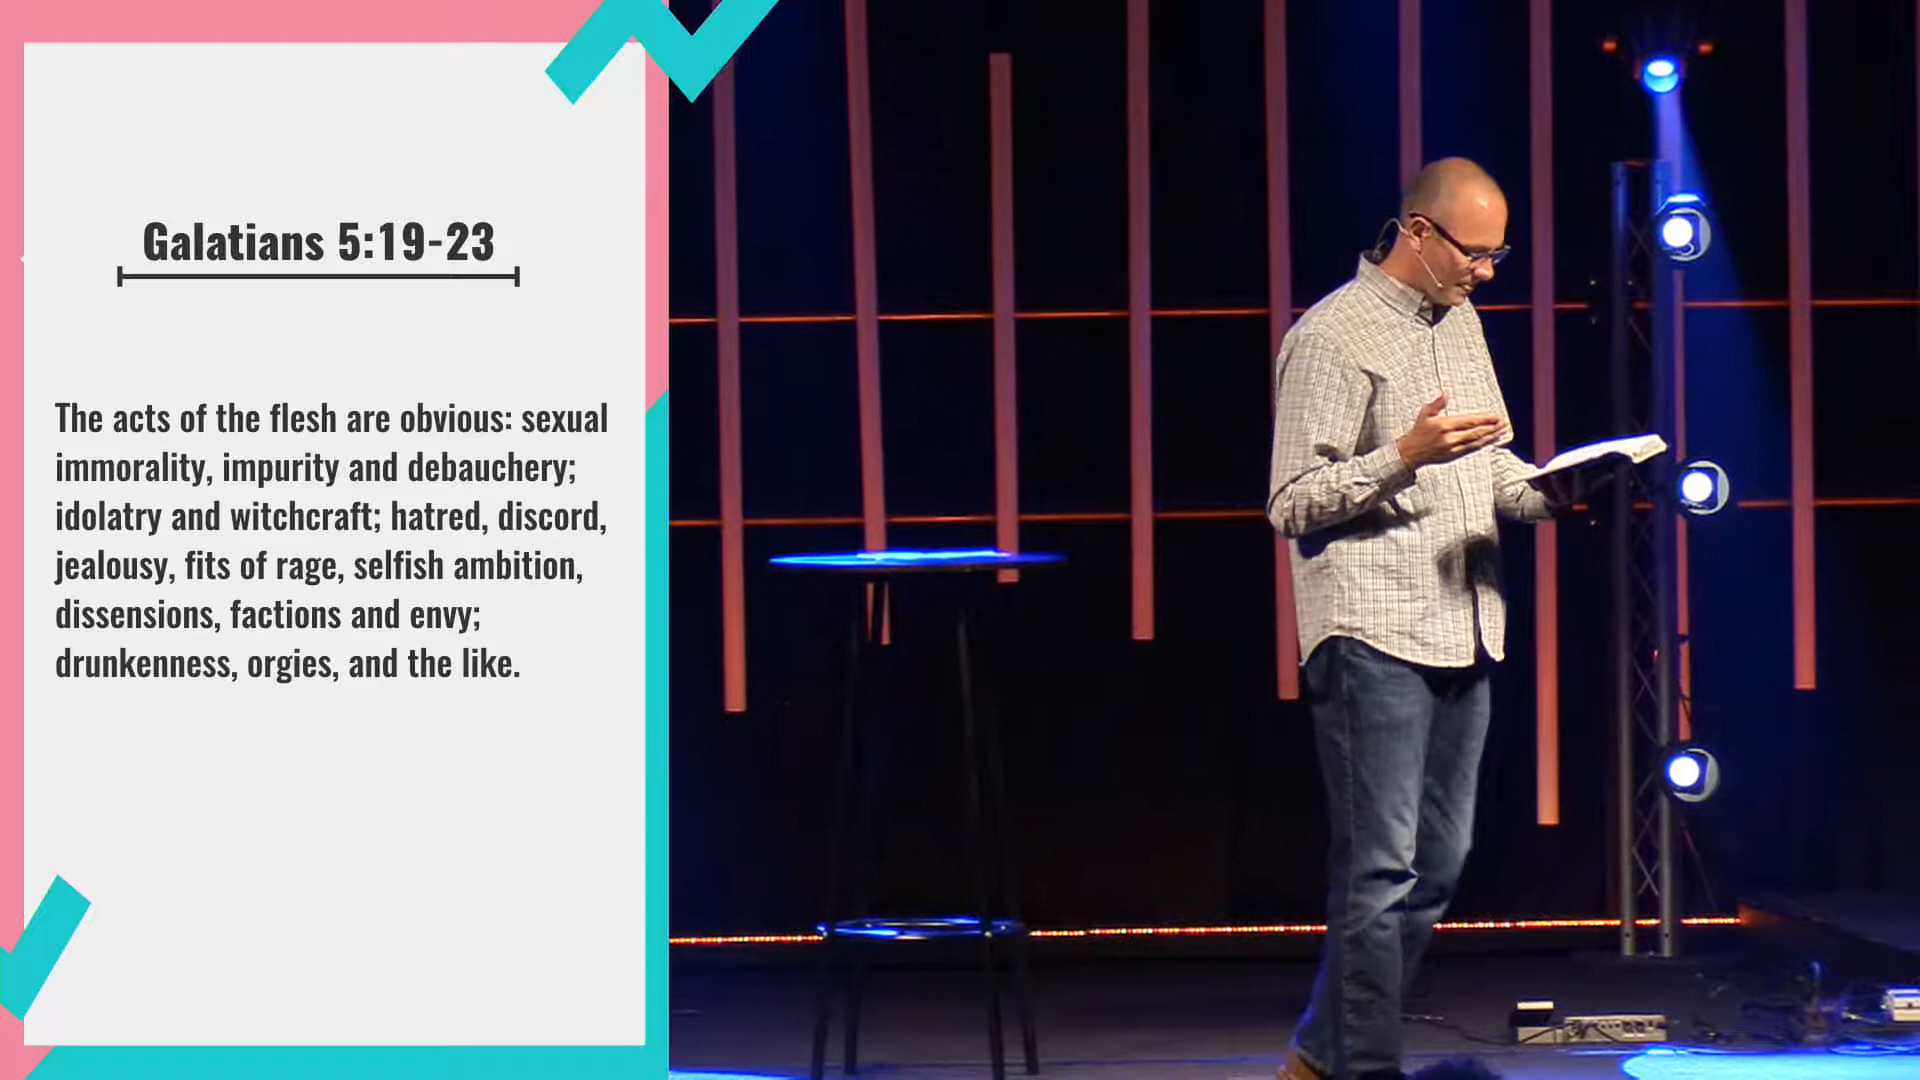 Galatians 5:19-23
The acts of the flesh are obvious: sexual
immorality, impurity and debauchery;
idolatry and witchcraft; hatred, discord,
jealousy, fits of rage, selfish ambition,
dissensions, factions and envy;
drunkenness, orgies, and the like.